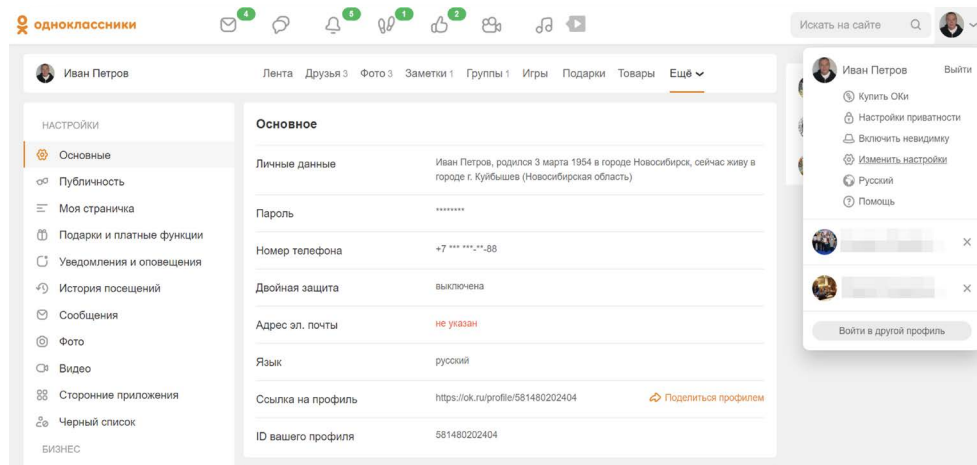 одноклассники
4
5
1
2
Искать на сайте
Иван Петров
Лента Друзья 3 Фото 3 Заметки 1 Группы 1 Игры Подарки Товары Ещё
НАСТРОЙКИ
Основные
Публичность
Моя страничка
Подарки и платные функции
Уведомления и оповещения
История посещений
Сообщения
Фото
Видео
Сторонние приложения
Черный список
БИЗНЕС
Основное
Личные данные
Иван Петров, родился 3 марта 1954 в городе Новосибирск, сейчас живу в
городе г. Куйбышев (Новосибирская область)
Пароль ********
Номер телефона +7 *** ***-**-88
Двойная защита выключена
Адрес эл. почты не указан
Язык русский
Ссылка на профиль https://ok.ru/profile/581480202404 Поделиться профилем
ID вашего профиля 581480202404
Иван Петров Выйти
Купить ОКи
Настройки приватности
Включить невидимку
Изменить настройки
Русский
Помощь
Войти в другой профиль